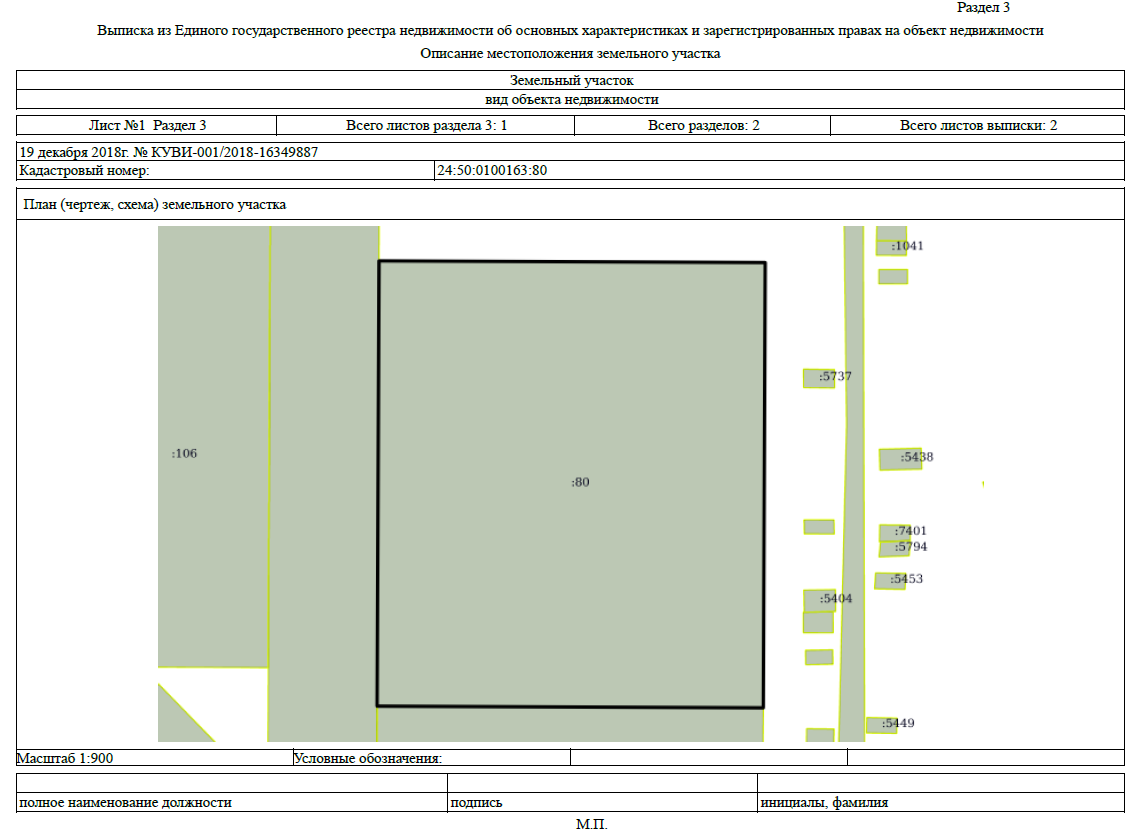 Раздел 3
Выписка из Единого государственного реестра недвижимости об основных характеристиках и зарегистрированных правах на объект недвижимости
Описание местоположения земельного участка
Земельный участок
вид объекта недвижимости
Лист №1 Раздел 3 Всего листов раздела 3: 1 Всего разделов: 2 Всего листов выписки: 2
19 декабря 2018г. № КУВИ-001/2018-16349887
Кадастровый номер: 24:50:0100163:80
План (чертеж, схема) земельного участка
:1041
:5737
:106
:5438
:80
:7401
:5794
:5453
:5404
:5449
Масштаб 1:900 Условные обозначения:
полное наименование должности подпись инициалы, фамилия
М.П.